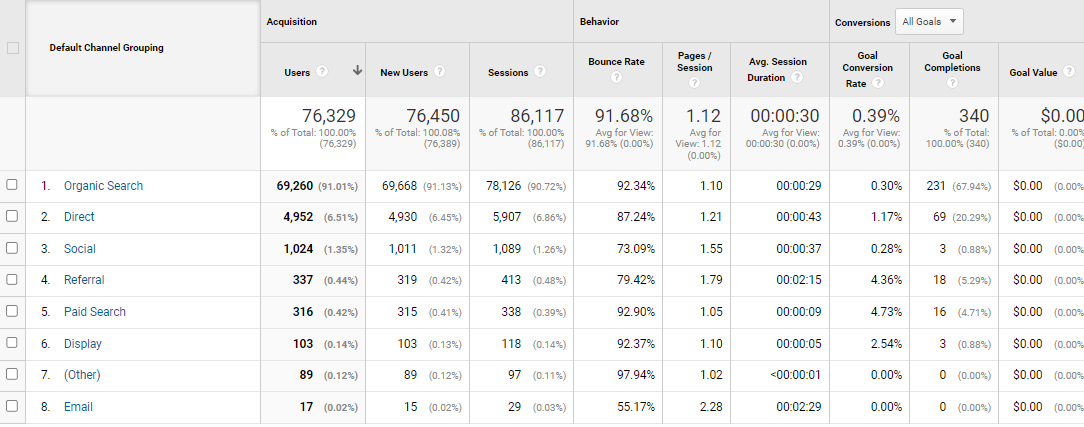 Acquisition Behavior Conversions All Goals
Default Channel Grouping
Users ? New Users ? Sessions ? Bounce Rate ? Pages / Session ? Avg. Session Duration ? Goal Conversion Rate ? Goal Completions ? Goal Value ?
76,329 76,450 86,117 91.68% 1.12 00:00:30 0.39% 340 $0.00
% of Total: 100.00% (76,329) % of Total: 100.08% (76,389) % of Total: 100.00% (86,117) Avg for View: 91.68% (0.00%) Avg for View: 1.12 (0.00%) Avg for View: 00:00:30 (0.00%) Avg for View: 0.39% (0.00%) % of Total: 100.00% (340) % of Total: 0.00% ($0.00)
1. Organic Search 69,260 (91.01%) 69,668 (91.13%) 78,126 (90.72%) 92.34% 1.10 00:00:29 0.30% 231 (67.94%) $0.00 (0.00%
2. Direct 4,952 (6.51%) 4,930 (6.45%) 5,907 (6.86%) 87.24% 1.21 00:00:43 1.17% 69 (20.29%) $0.00 (0.00%
3. Social 1,024 (1.35%) 1,011 (1.32%) 1,089 (1.26%) 73.09% 1.55 00:00:37 0.28% 3 (0.88%) $0.00 (0.00%
4. Referral 337 (0.44%) 319 (0.42%) 413 (0.48%) 79.42% 1.79 00:02:15 4.36% 18 (5.29%) $0.00 (0.00%
5. Paid Search 316 (0.42%) 315 (0.41%) 338 (0.39%) 92.90% 1.05 00:00:09 4.73% 16 (4.71%) $0.00 (0.00%
6. Display 103 (0.14%) 103 (0.13%) 118 (0.14%) 92.37% 1.10 00:00:05 2.54% 3 (0.88%) $0.00 (0.00%
7. (Other) 89 (0.12%) 89 (0.12%) 97 (0.11%) 97.94% 1.02 <00:00:01 0.00% 0 (0.00%) $0.00 (0.00%
8. Email 17 (0.02%) 15 (0.02%) 29 (0.03%) 55.17% 2.28 00:02:29 0.00% 0 (0.00%) $0.00 (0.00%